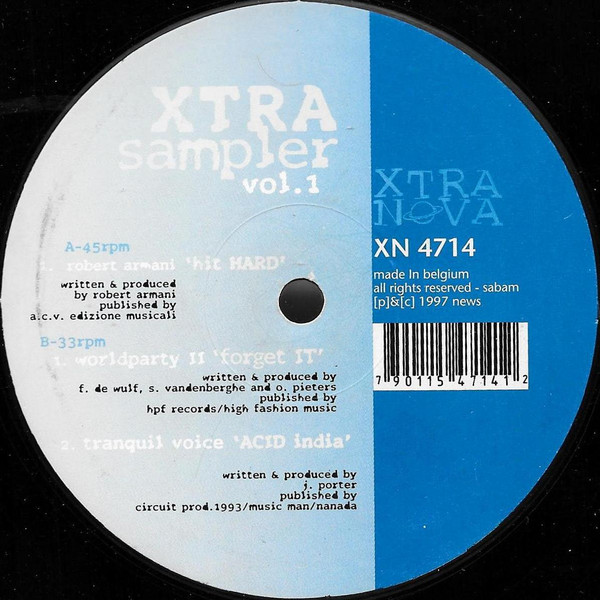 XTRA
sampler
vol.1
A-45rpm
1. robert armani 'hit HARD'
written & produced
by robert armani
published by
a.c.v. edizione musicali
B-33rpm
1. worldparty II 'forget IT'
written & produced by
f. de wulf, s. vandenberghe and o. pieters
published by
hpf records/high fashion music
2. tranquil voice 'ACID india'
written & produced by
j. porter
published by
circuit prod.1993/music man/nanada
XTRA
NOVA
XN 4714
made In belgium
all rights reserved - sabam
[p]&[c] 1997 news
7 90115 47141 2